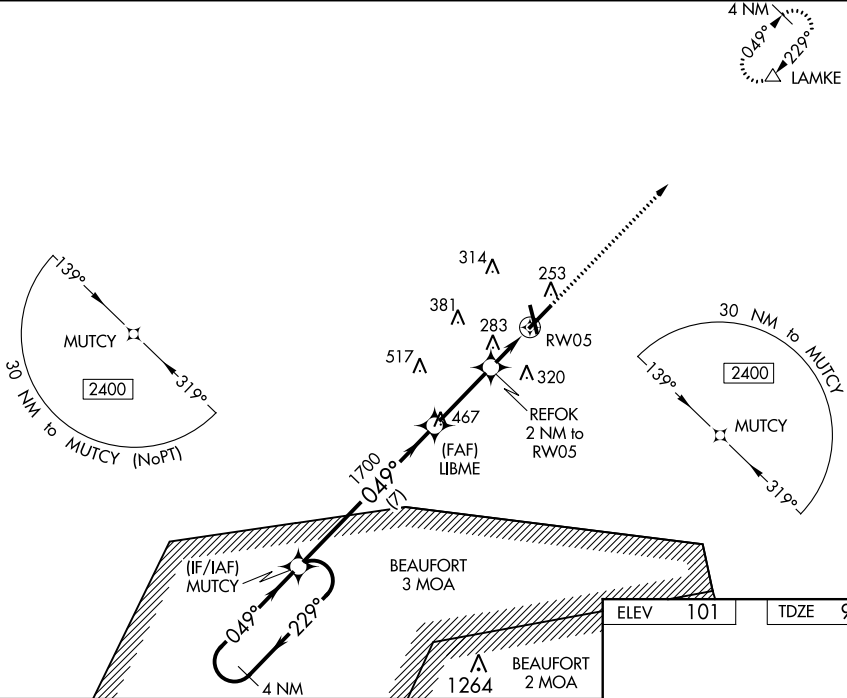 4 NM
049°
229°
LAMKE
139°
MUTCY
319°
2400
30 NM to MUTCY (NoPT)
314
253
381
283
RW05
517
320
467
REFOK
2 NM to
RW05
(FAF)
LIBME
1700
049°
(7)
30 NM to MUTCY
2400
139°
MUTCY
319°
(IF/IAF)
MUTCY
049°
229°
4 NM
BEAUFORT
3 MOA
1264
BEAUFORT
2 MOA
ELEV 101
TDZE 9